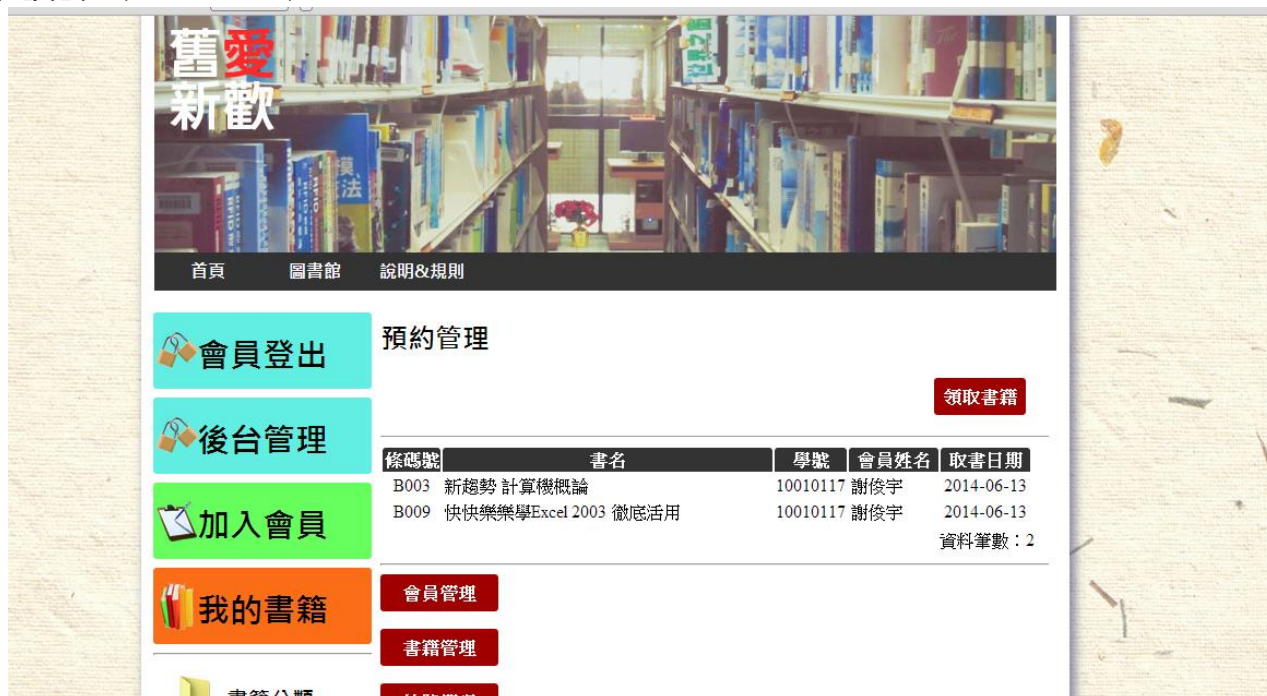 舊愛
新歡
首頁 圖書館 說明&規則
會員登出
後台管理
加入會員
我的書籍
預約管理
領取書籍
條碼號 書名 學號 會員姓名 取書日期
B003 新趨勢 計算機概論 10010117 謝俊宇 2014-06-13
B009 快快樂樂學Excel 2003 徹底活用 10010117 謝俊宇 2014-06-13
資料筆數：2
會員管理
書籍管理